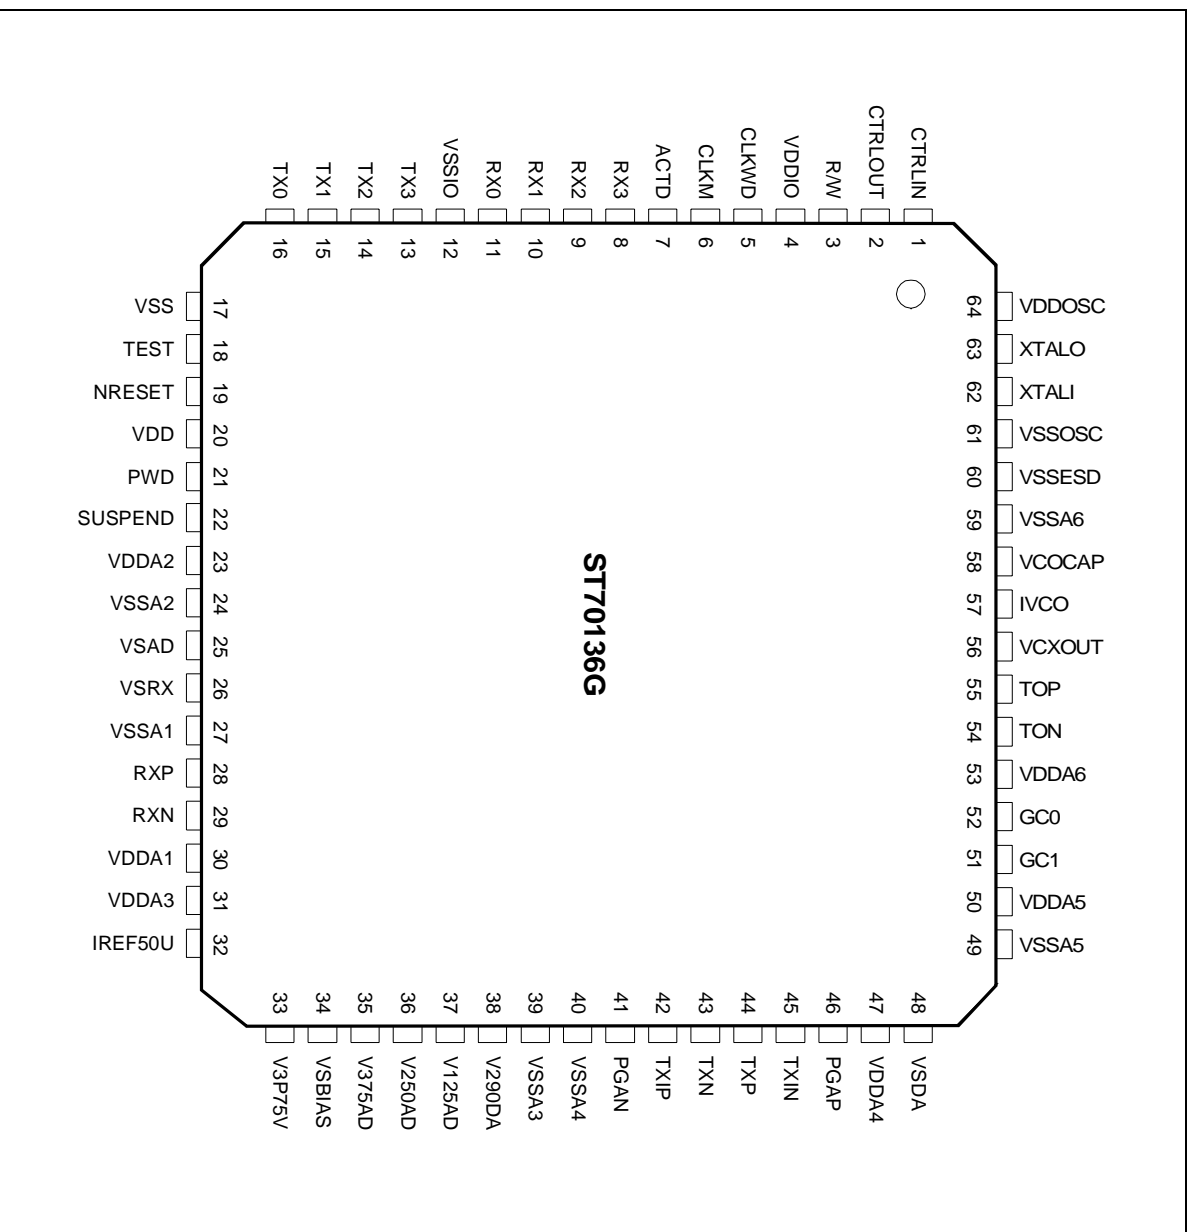 CTRLIN
CTRLOUT
R/W
VDDIO
CLKWD
CLKM
ACTD
RX3
RX2
RX1
RX0
VSSIO
TX3
TX2
TX1
TX0
1
2
3
4
5
6
7
8
9
10
11
12
13
14
15
16
VSS 17
TEST 18
NRESET 19
VDD 20
PWD 21
SUSPEND 22
VDDA2 23
VSSA2 24
VSAD 25
VSRX 26
VSSA1 27
RXP 28
RXN 29
VDDA1 30
VDDA3 31
IREF50U 32
ST70136G
64 VDDOSC
63 XTALO
62 XTALI
61 VSSOSC
60 VSSESD
59 VSSA6
58 VCOCAP
57 IVCO
56 VCXOUT
55 TOP
54 TON
53 VDDA6
52 GC0
51 GC1
50 VDDA5
49 VSSA5
33
34
35
36
37
38
39
40
41
42
43
44
45
46
47
48
V3P75V
VSBIAS
V375AD
V250AD
V125AD
V290DA
VSSA3
VSSA4
PGAN
TXIP
TXN
TXP
TXIN
PGAP
VDDA4
VSDA